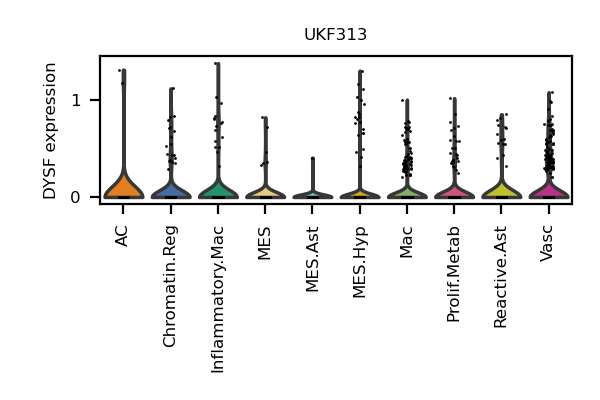 UKF313
DYSF expression
1
0
AC
Chromatin.Reg
Inflammatory.Mac
MES
MES.Ast
MES.Hyp
Mac
Prolif.Metab
Reactive.Ast
Vasc